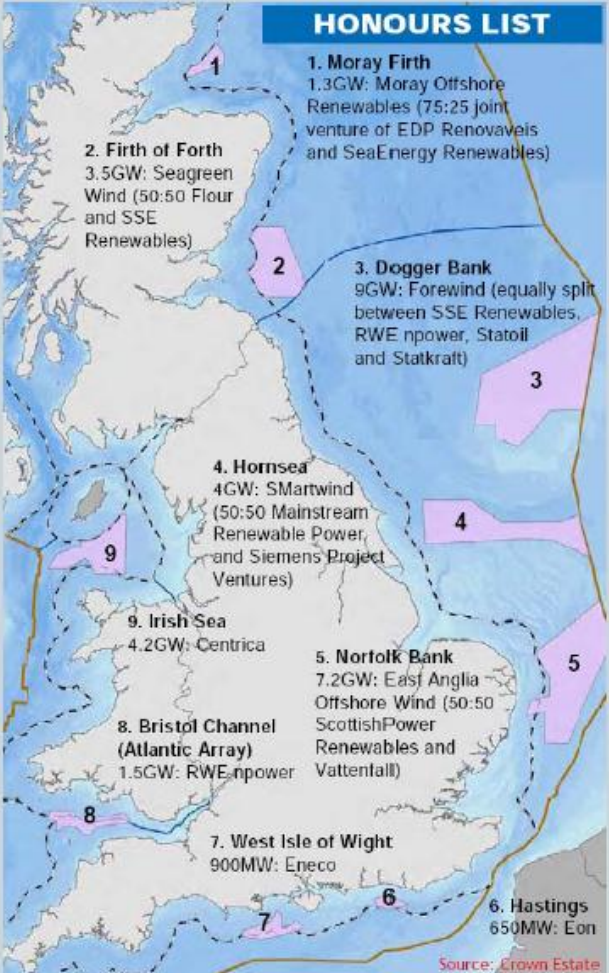 HONOURS LIST
1. Moray Firth
1.3GW: Moray Offshore
Renewables (75:25 joint
venture of EDP Renovaveis
and SeaEnergy Renewables)
1
2. Firth of Forth
3.5GW: Seagreen
Wind (50:50 Flour
and SSE
Renewables)
2
3. Dogger Bank
9GW: Forewind (equally split
between SSE Renewables,
RWE npower, Statoil
and Statkraft)
3
4. Hornsea
4GW: SMartwind
(50:50 Mainstream
Renewable Power
and Siemens Project
Ventures)
4
9
9. Irish Sea
4.2GW: Centrica
5. Norfolk Bank
7.2GW: East Anglia
Offshore Wind (50:50
ScottishPower
Renewables and
Vattenfall)
5
8. Bristol Channel
(Atlantic Array)
1.5GW: RWE npower
8
7. West Isle of Wight
900MW: Eneco
7
6
6. Hastings
650MW: Eon
Source: Crown Estate